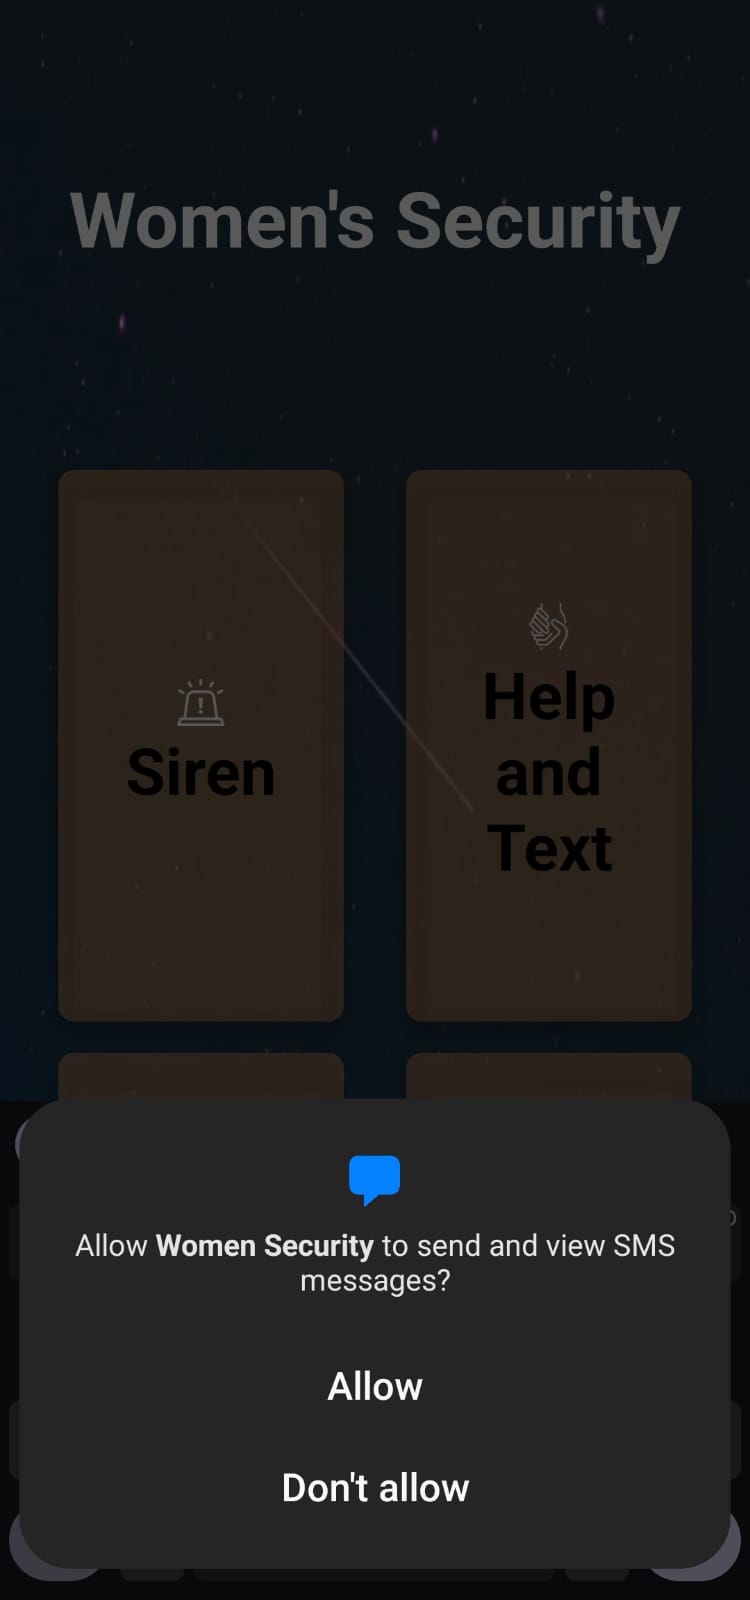 Women's Security
Siren
Help
and
Text
Allow Women Security to send and view SMS
messages?
Allow
Don't allow